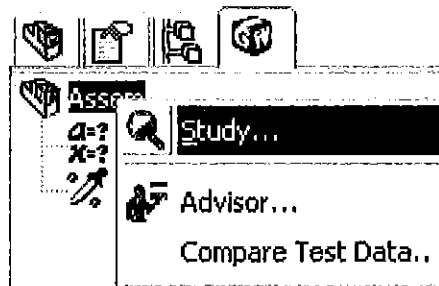 Assem
a=?
x=?
Study...
Advisor...
Compare Test Data..